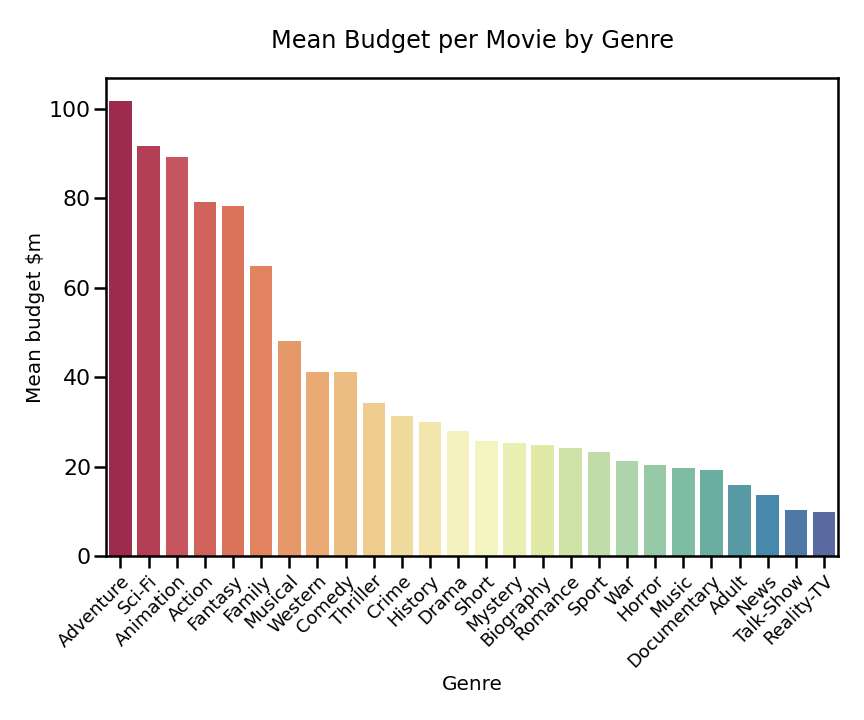 Mean Budget per Movie by Genre
Mean budget $m
100
80
60
40
20
0
Adventure
Sci-Fi
Animation
Action
Fantasy
Family
Musical
Western
Comedy
Thriller
Crime
History
Drama
Short
Mystery
Biography
Romance
Sport
War
Horror
Music
Documentary
Adult
News
Talk-Show
Reality-TV
Genre